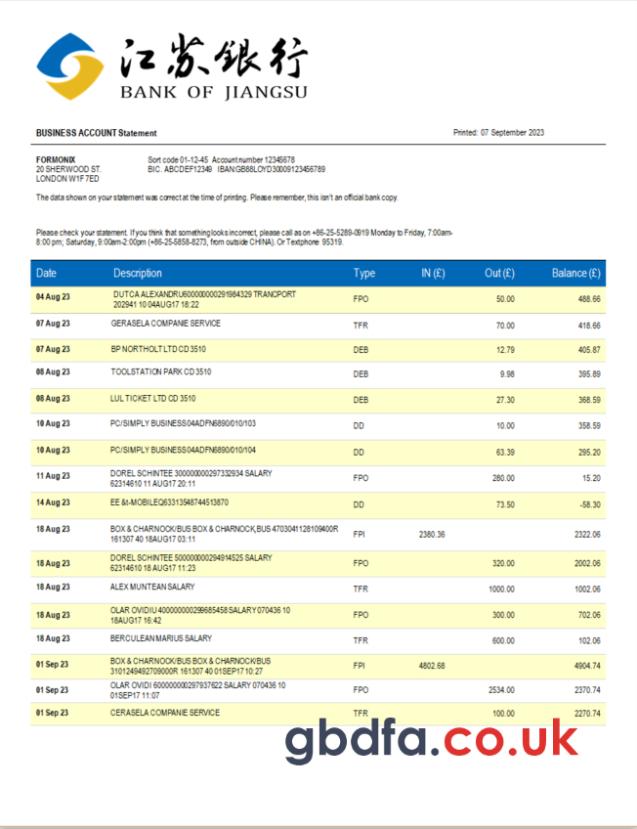 江苏银行
BANK OF JIANGSU
BUSINESS ACCOUNT Statement Printed: 07 September 2023
FORMONIX Sort code 01-12-45 Account number 12345678
20 SHERWOOD ST. BIC. ABCDEF12349 IBAN:GB88LOYD30009123456789
LONDON W1F 7ED
The data shown on your statement was correct at the time of printing. Please remember, this isn't an official bank copy.
Please check your statement. If you think that something looks incorrect, please call as on +86-25-5289-0919 Monday to Friday, 7:00am-
8:00 pm; Saturday, 9:00am-2:00pm (+86-25-5858-8273, from outside CHINA). Or Textphone 95319.
Date Description Type IN (£) Out (£) Balance (£)
04 Aug 23 DUTCA ALEXANDRU600000000291984329 TRANCPORT FPO 50.00 488.66
202941 10 04AUG17 18:22
07 Aug 23 GERASELA COMPANIE SERVICE TFR 70.00 418.66
07 Aug 23 BP NORTHOLT LTD CD 3510 DEB 12.79 405.87
08 Aug 23 TOOLSTATION PARK CD 3510 DEB 9.98 395.89
08 Aug 23 LUL TICKET LTD CD 3510 DEB 27.30 368.59
10 Aug 23 PC/SIMPLY BUSINESS04ADFN6890/010/103 DD 10.00 358.59
10 Aug 23 PC/SIMPLY BUSINESS04ADFN6890/010/104 DD 63.39 295.20
11 Aug 23 DOREL SCHINTEE 300000000297332934 SALARY FPO 280.00 15.20
62314610 11 AUG17 20:11
14 Aug 23 EE &t-MOBILEQ63313548744513870 DD 73.50 -58.30
18 Aug 23 BOX & CHARNOCK/BUS BOX & CHARNOCK,BUS 4703041128109400R FPI 2380.36 2322.06
161307 40 18AUG17 03:11
18 Aug 23 DOREL SCHINTEE 500000000294914525 SALARY FPO 320.00 2002.06
62314610 18 AUG17 11:23
18 Aug 23 ALEX MUNTEAN SALARY TFR 1000.00 1002.06
18 Aug 23 OLAR OVIDIU 400000000299685458 SALARY 070436 10 FPO 300.00 702.06
18AUG17 16:42
18 Aug 23 BERCULEAN MARIUS SALARY TFR 600.00 102.06
01 Sep 23 BOX & CHARNOCK/BUS BOX & CHARNOCK/BUS FPI 4802.68 4904.74
3101249492709000R 161307 40 01SEP17 10:27
01 Sep 23 OLAR OVIDI 600000000297937622 SALARY 070436 10 FPO 2534.00 2370.74
01SEP17 11:07
01 Sep 23 CERASELA COMPANIE SERVICE TFR 100.00 2270.74
gbdfa.co.uk